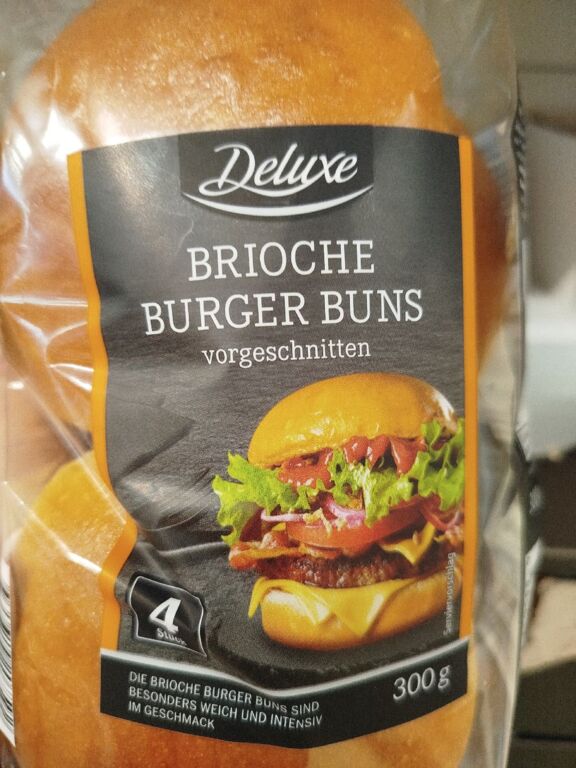 Deluxe
BRIOCHE
BURGER BUNS
vorgeschnitten
4
Stück
Serviervorschlag
300 g
DIE BRIOCHE BURGER BUNS SIND
BESONDERS WEICH UND INTENSIV
IM GESCHMACK